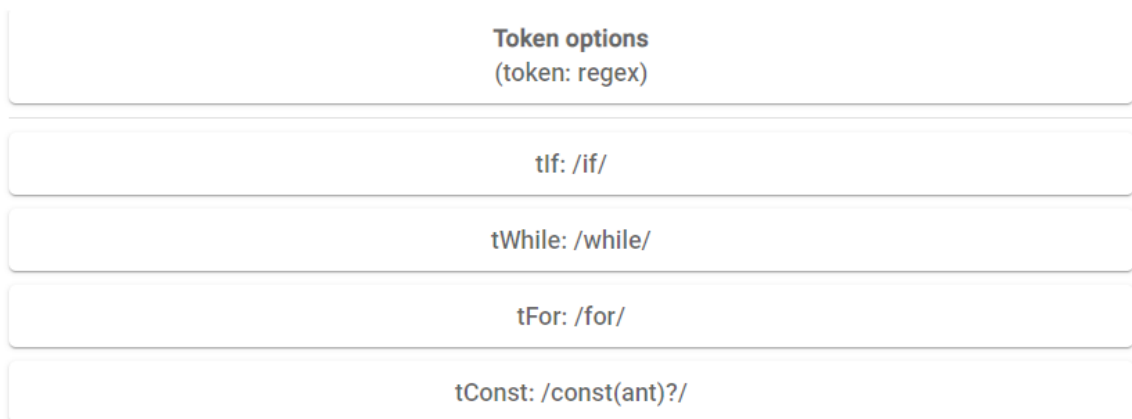 Token options
(token: regex)
tIf: /if/
tWhile: /while/
tFor: /for/
tConst: /const(ant)?/